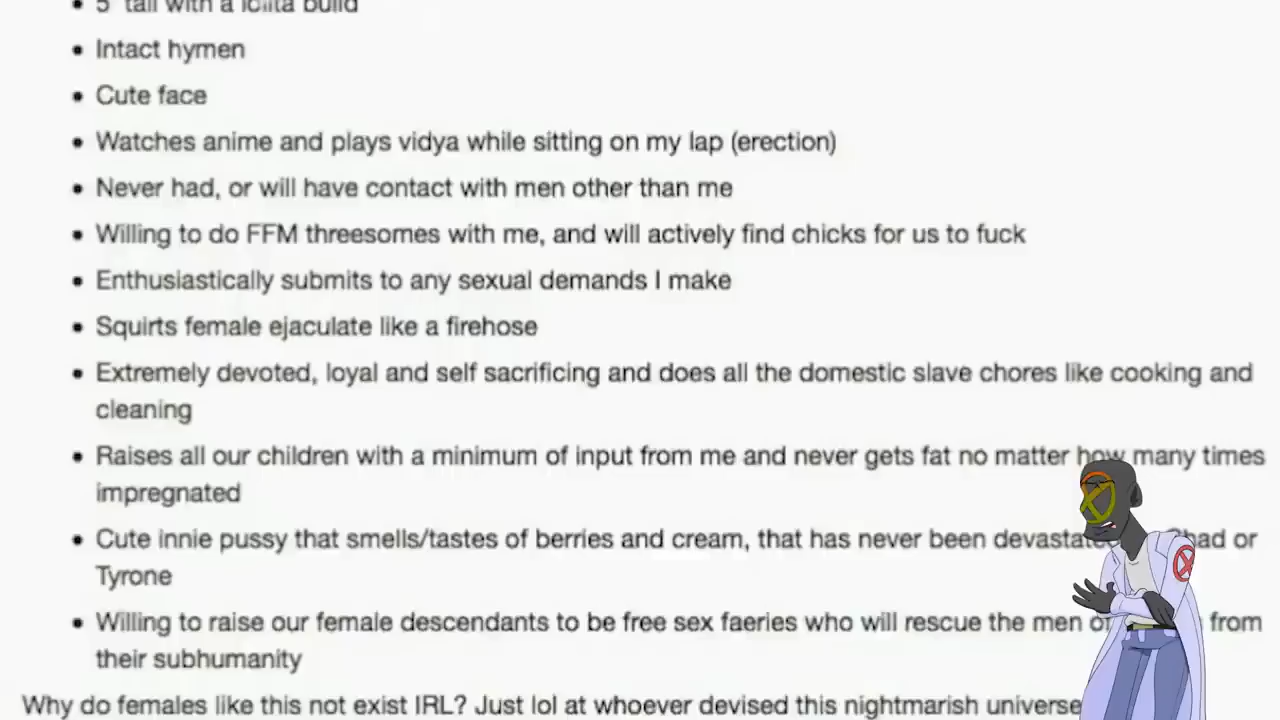 • 5' tall with a lolita build
• Intact hymen
• Cute face
• Watches anime and plays vidya while sitting on my lap (erection)
• Never had, or will have contact with men other than me
• Willing to do FFM threesomes with me, and will actively find chicks for us to fuck
• Enthusiastically submits to any sexual demands I make
• Squirts female ejaculate like a firehose
• Extremely devoted, loyal and self sacrificing and does all the domestic slave chores like cooking and
cleaning
• Raises all our children with a minimum of input from me and never gets fat no matter how many times
impregnated
• Cute innie pussy that smells/tastes of berries and cream, that has never been or
Tyrone
• Willing to raise our female descendants to be free sex faeries who will rescue the men from
their subhumanity
Why do females like this not exist IRL? Just lol at whoever devised this nightmarish universe